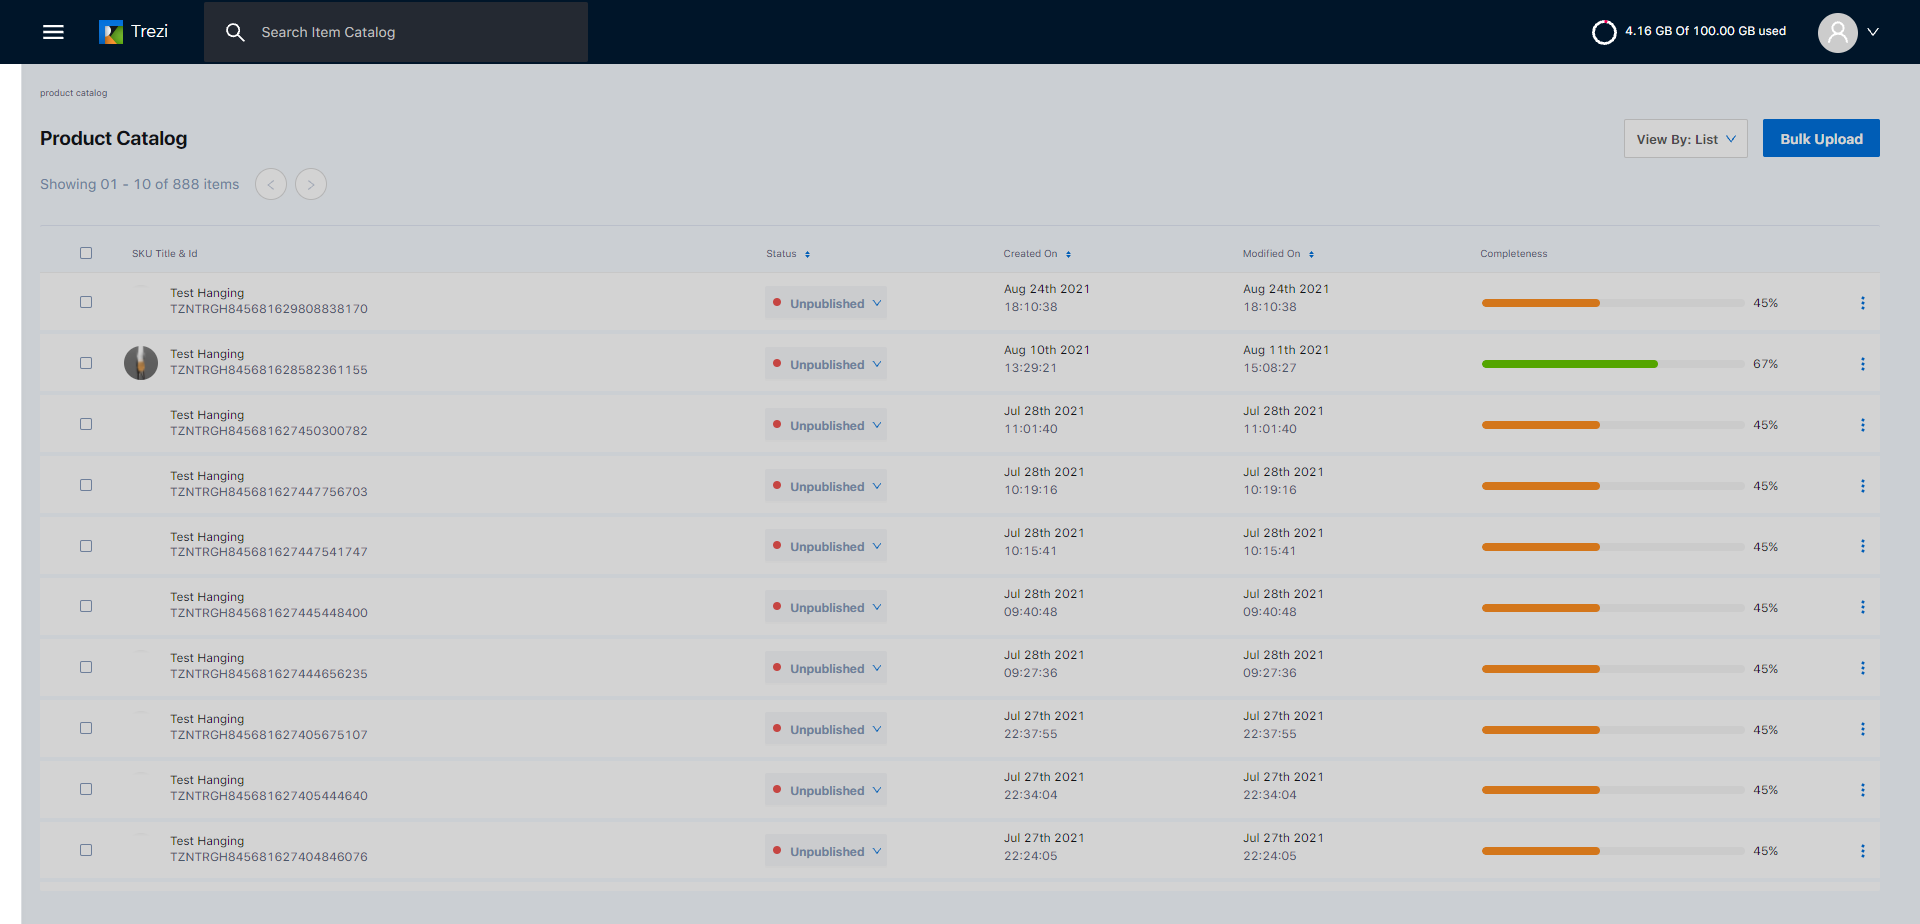 Trezi
Search Item Catalog
4.16 GB Of 100.00 GB used
product catalog
Product Catalog
View By: List
Bulk Upload
Showing 01 - 10 of 888 items
SKU Title & Id Status Created On Modified On Completeness
Test Hanging
TZNTRGH845681629808838170
Unpublished
Aug 24th 2021
18:10:38
Aug 24th 2021
18:10:38
45%
Test Hanging
TZNTRGH845681628582361155
Unpublished
Aug 10th 2021
13:29:21
Aug 11th 2021
15:08:27
67%
Test Hanging
TZNTRGH845681627450300782
Unpublished
Jul 28th 2021
11:01:40
Jul 28th 2021
11:01:40
45%
Test Hanging
TZNTRGH845681627447756703
Unpublished
Jul 28th 2021
10:19:16
Jul 28th 2021
10:19:16
45%
Test Hanging
TZNTRGH845681627447541747
Unpublished
Jul 28th 2021
10:15:41
Jul 28th 2021
10:15:41
45%
Test Hanging
TZNTRGH845681627445448400
Unpublished
Jul 28th 2021
09:40:48
Jul 28th 2021
09:40:48
45%
Test Hanging
TZNTRGH845681627444656235
Unpublished
Jul 28th 2021
09:27:36
Jul 28th 2021
09:27:36
45%
Test Hanging
TZNTRGH845681627405675107
Unpublished
Jul 27th 2021
22:37:55
Jul 27th 2021
22:37:55
45%
Test Hanging
TZNTRGH845681627405444640
Unpublished
Jul 27th 2021
22:34:04
Jul 27th 2021
22:34:04
45%
Test Hanging
TZNTRGH845681627404846076
Unpublished
Jul 27th 2021
22:24:05
Jul 27th 2021
22:24:05
45%